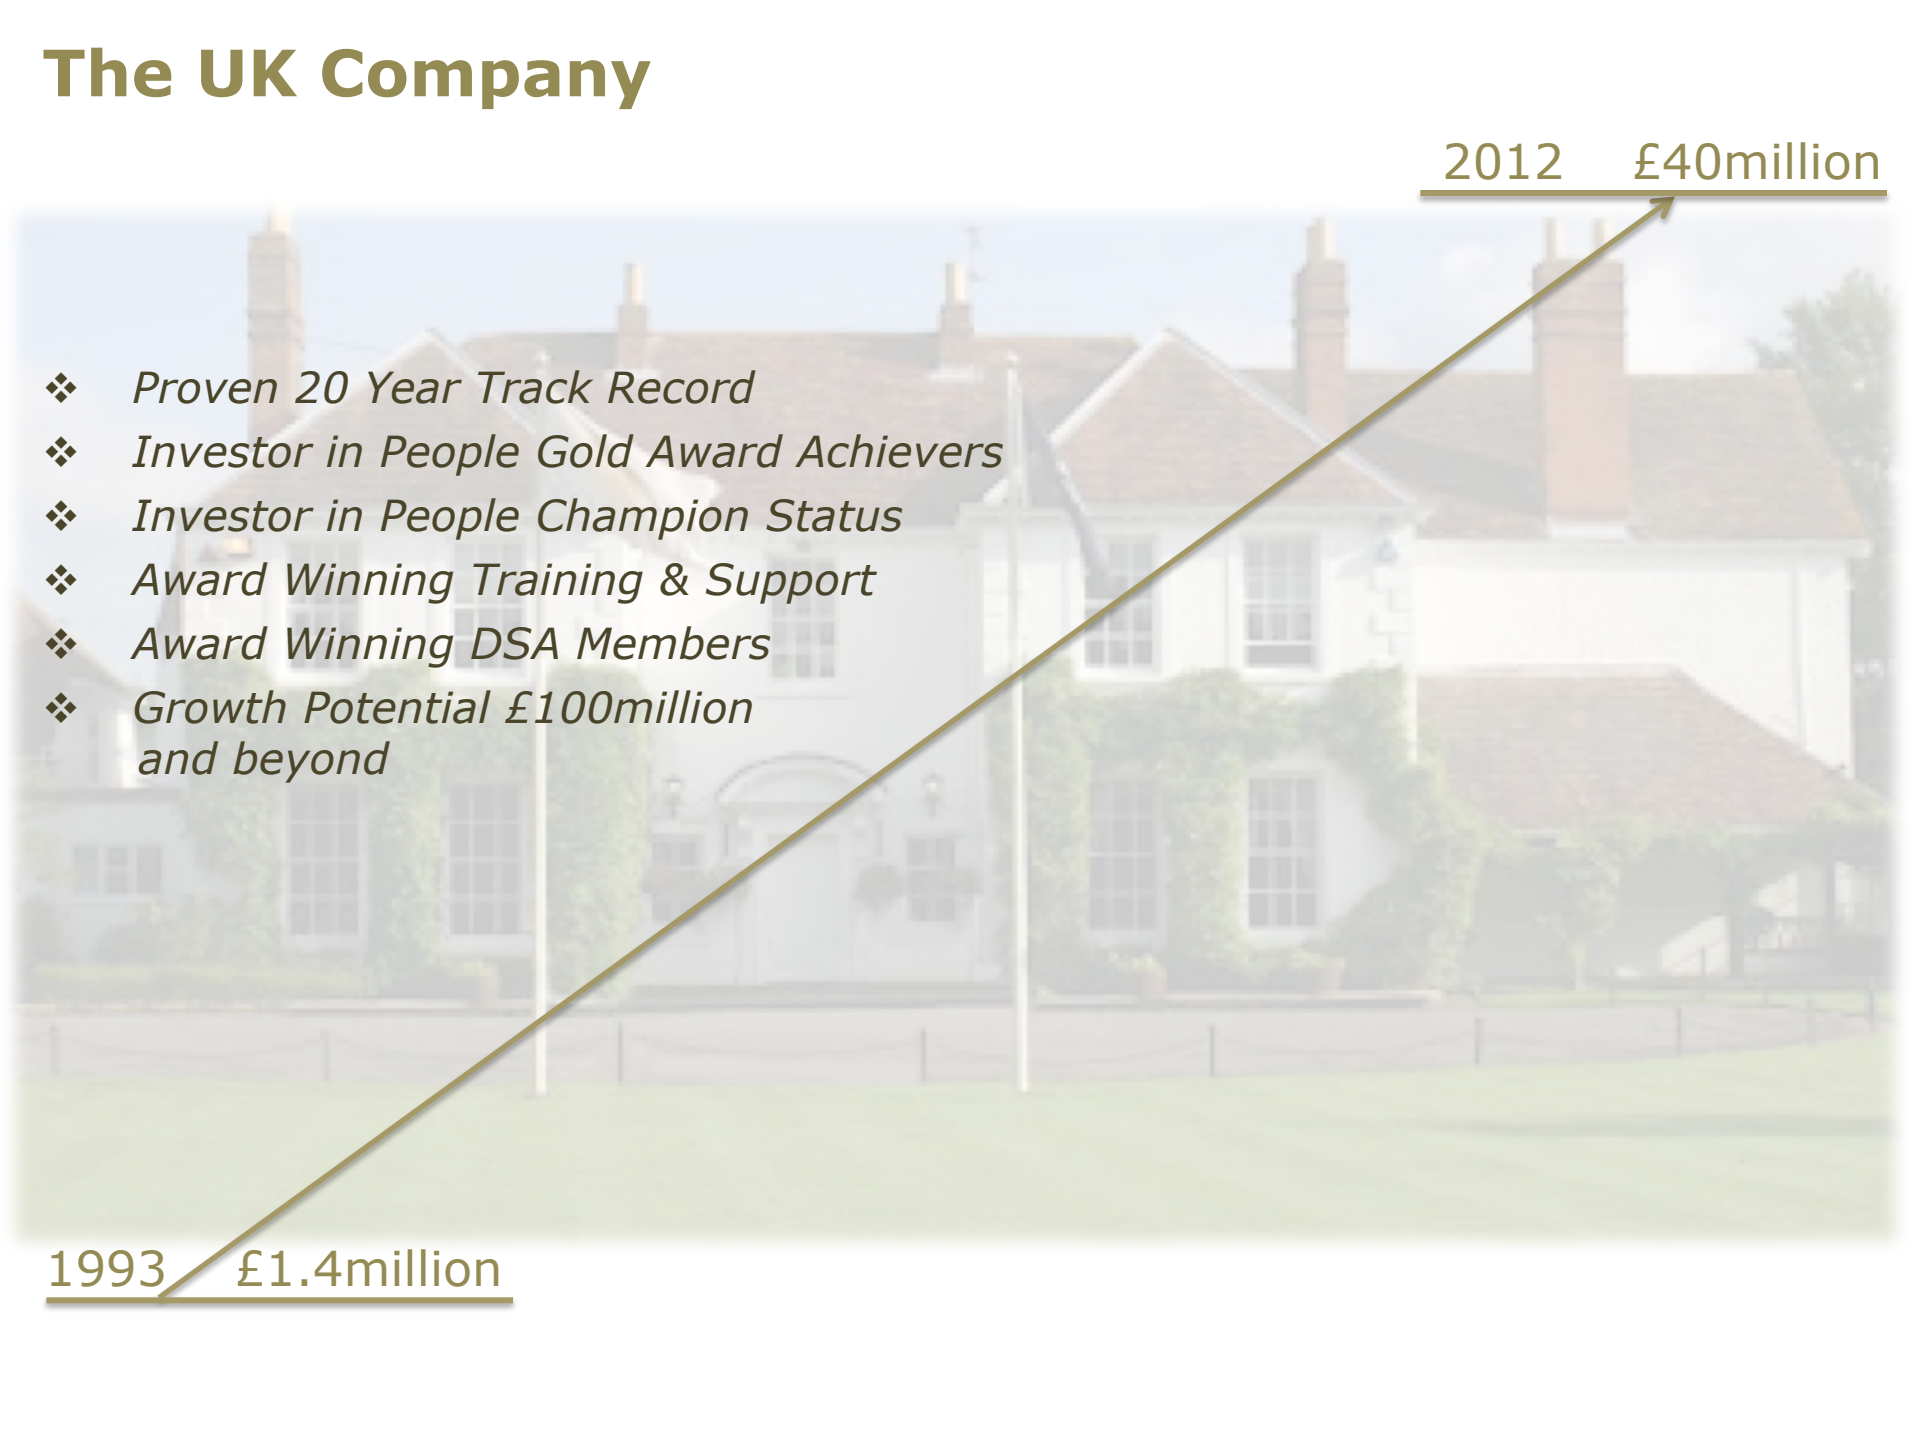 The UK Company
2012 £40million
❖ Proven 20 Year Track Record
❖ Investor in People Gold Award Achievers
❖ Investor in People Champion Status
❖ Award Winning Training & Support
❖ Award Winning DSA Members
❖ Growth Potential £100million
and beyond
1993 £1.4million